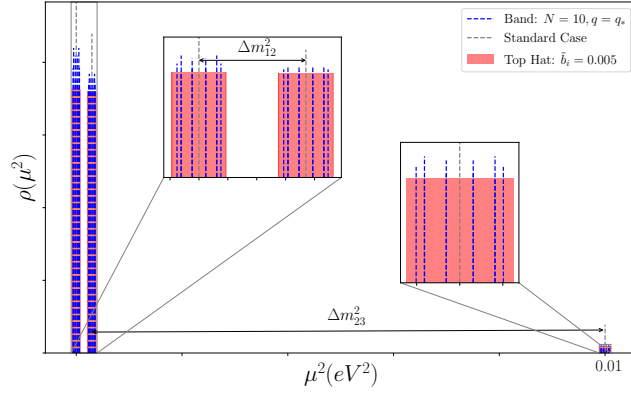 Band: N = 10, q = q*
Standard Case
Top Hat: b̃ᵢ = 0.005
Δm²₁₂
ρ(μ²)
Δm²₂₃
0.01
μ²(eV²)